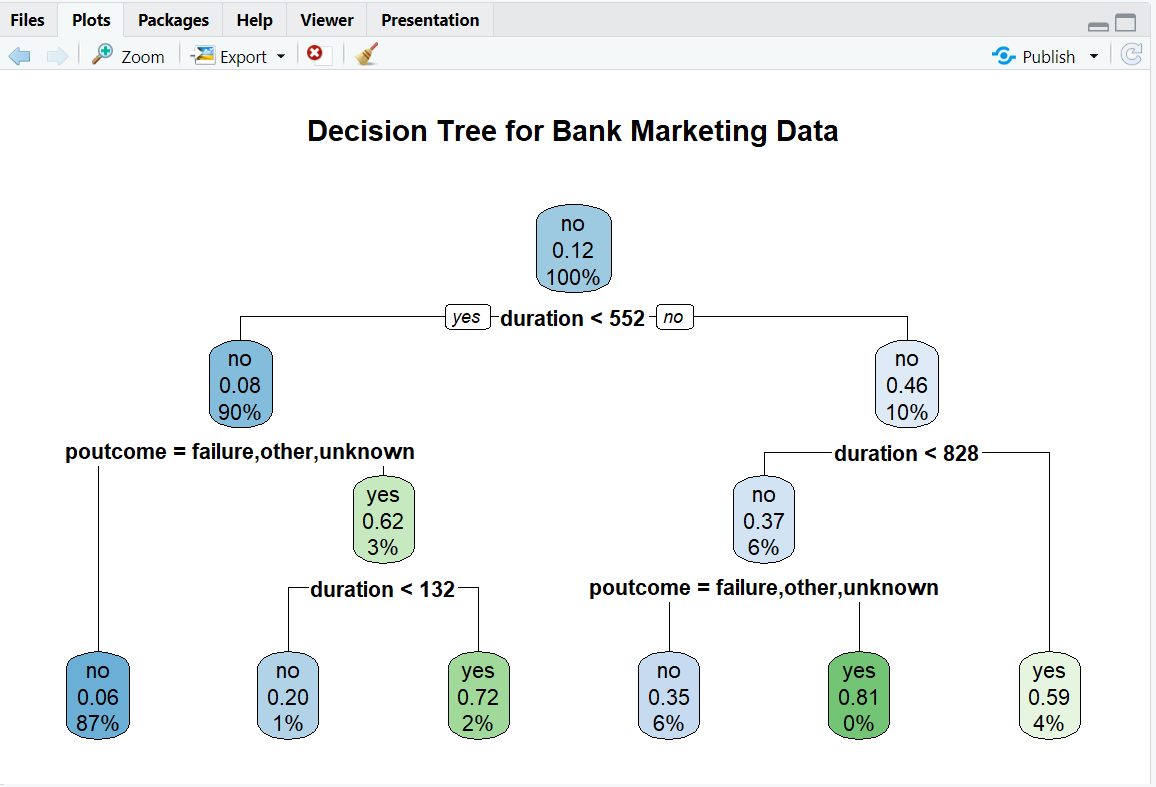 Files Plots Packages Help Viewer Presentation
Zoom Export Publish
Decision Tree for Bank Marketing Data
no
0.12
100%
yes duration < 552 no
no
0.08
90%
no
0.46
10%
poutcome = failure,other,unknown
duration < 828
yes
0.62
3%
no
0.37
6%
duration < 132
poutcome = failure,other,unknown
no
0.06
87%
no
0.20
1%
yes
0.72
2%
no
0.35
6%
yes
0.81
0%
yes
0.59
4%